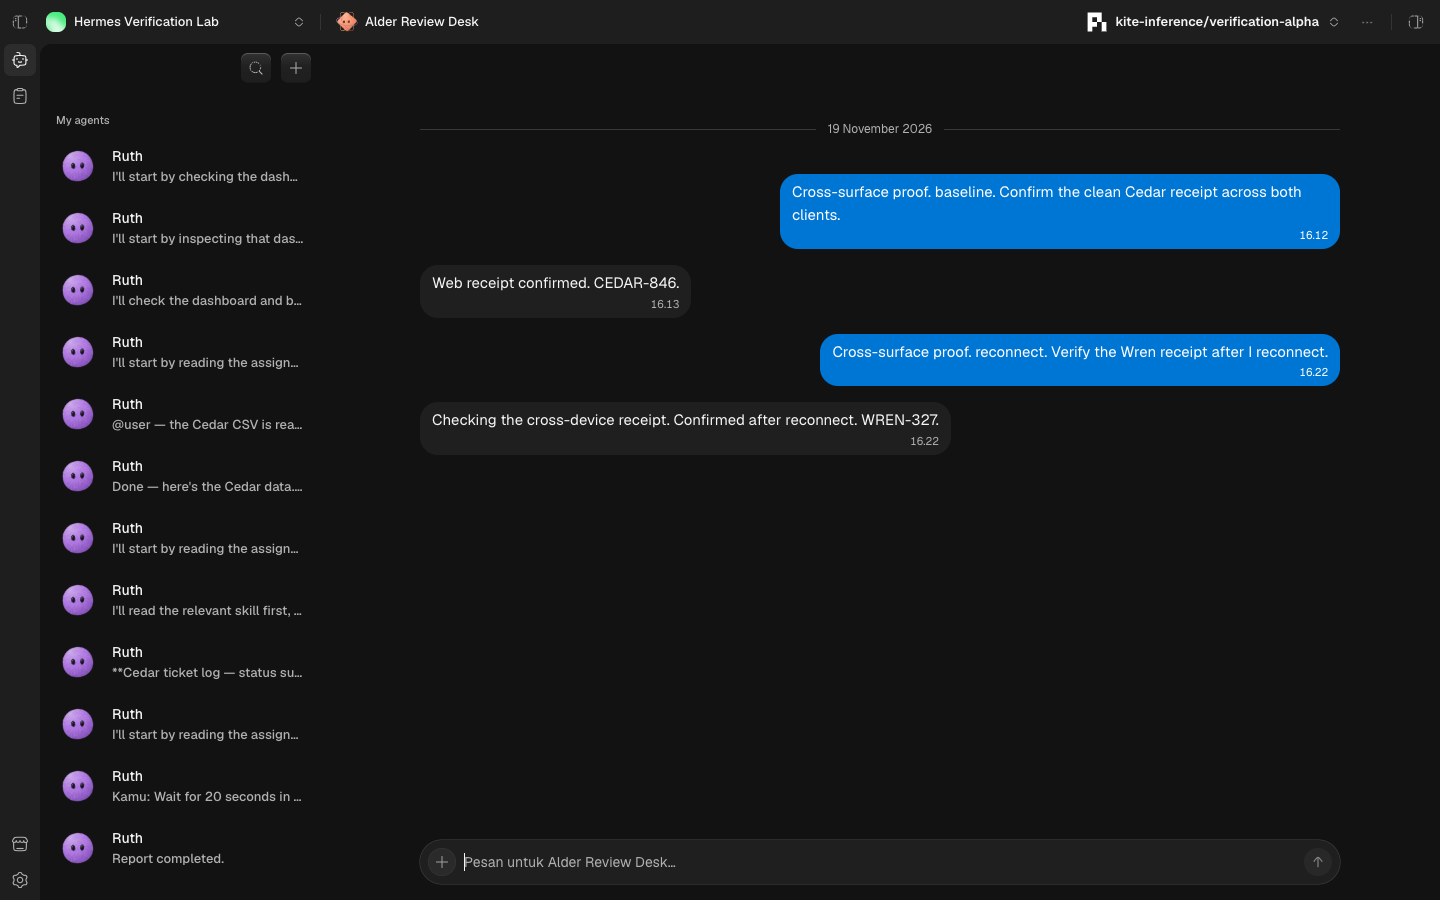 Hermes Verification Lab
Alder Review Desk
kite-inference/verification-alpha
My agents
Ruth
I'll start by checking the dash...
Ruth
I'll start by inspecting that das...
Ruth
I'll check the dashboard and b...
Ruth
I'll start by reading the assign...
Ruth
@user — the Cedar CSV is rea...
Ruth
Done — here's the Cedar data....
Ruth
I'll start by reading the assign...
Ruth
I'll read the relevant skill first, ...
Ruth
**Cedar ticket log — status su...
Ruth
I'll start by reading the assign...
Ruth
Kamu: Wait for 20 seconds in ...
Ruth
Report completed.
19 November 2026
Cross-surface proof. baseline. Confirm the clean Cedar receipt across both
clients.
16.12
Web receipt confirmed. CEDAR-846.
16.13
Cross-surface proof. reconnect. Verify the Wren receipt after I reconnect.
16.22
Checking the cross-device receipt. Confirmed after reconnect. WREN-327.
16.22
Pesan untuk Alder Review Desk...